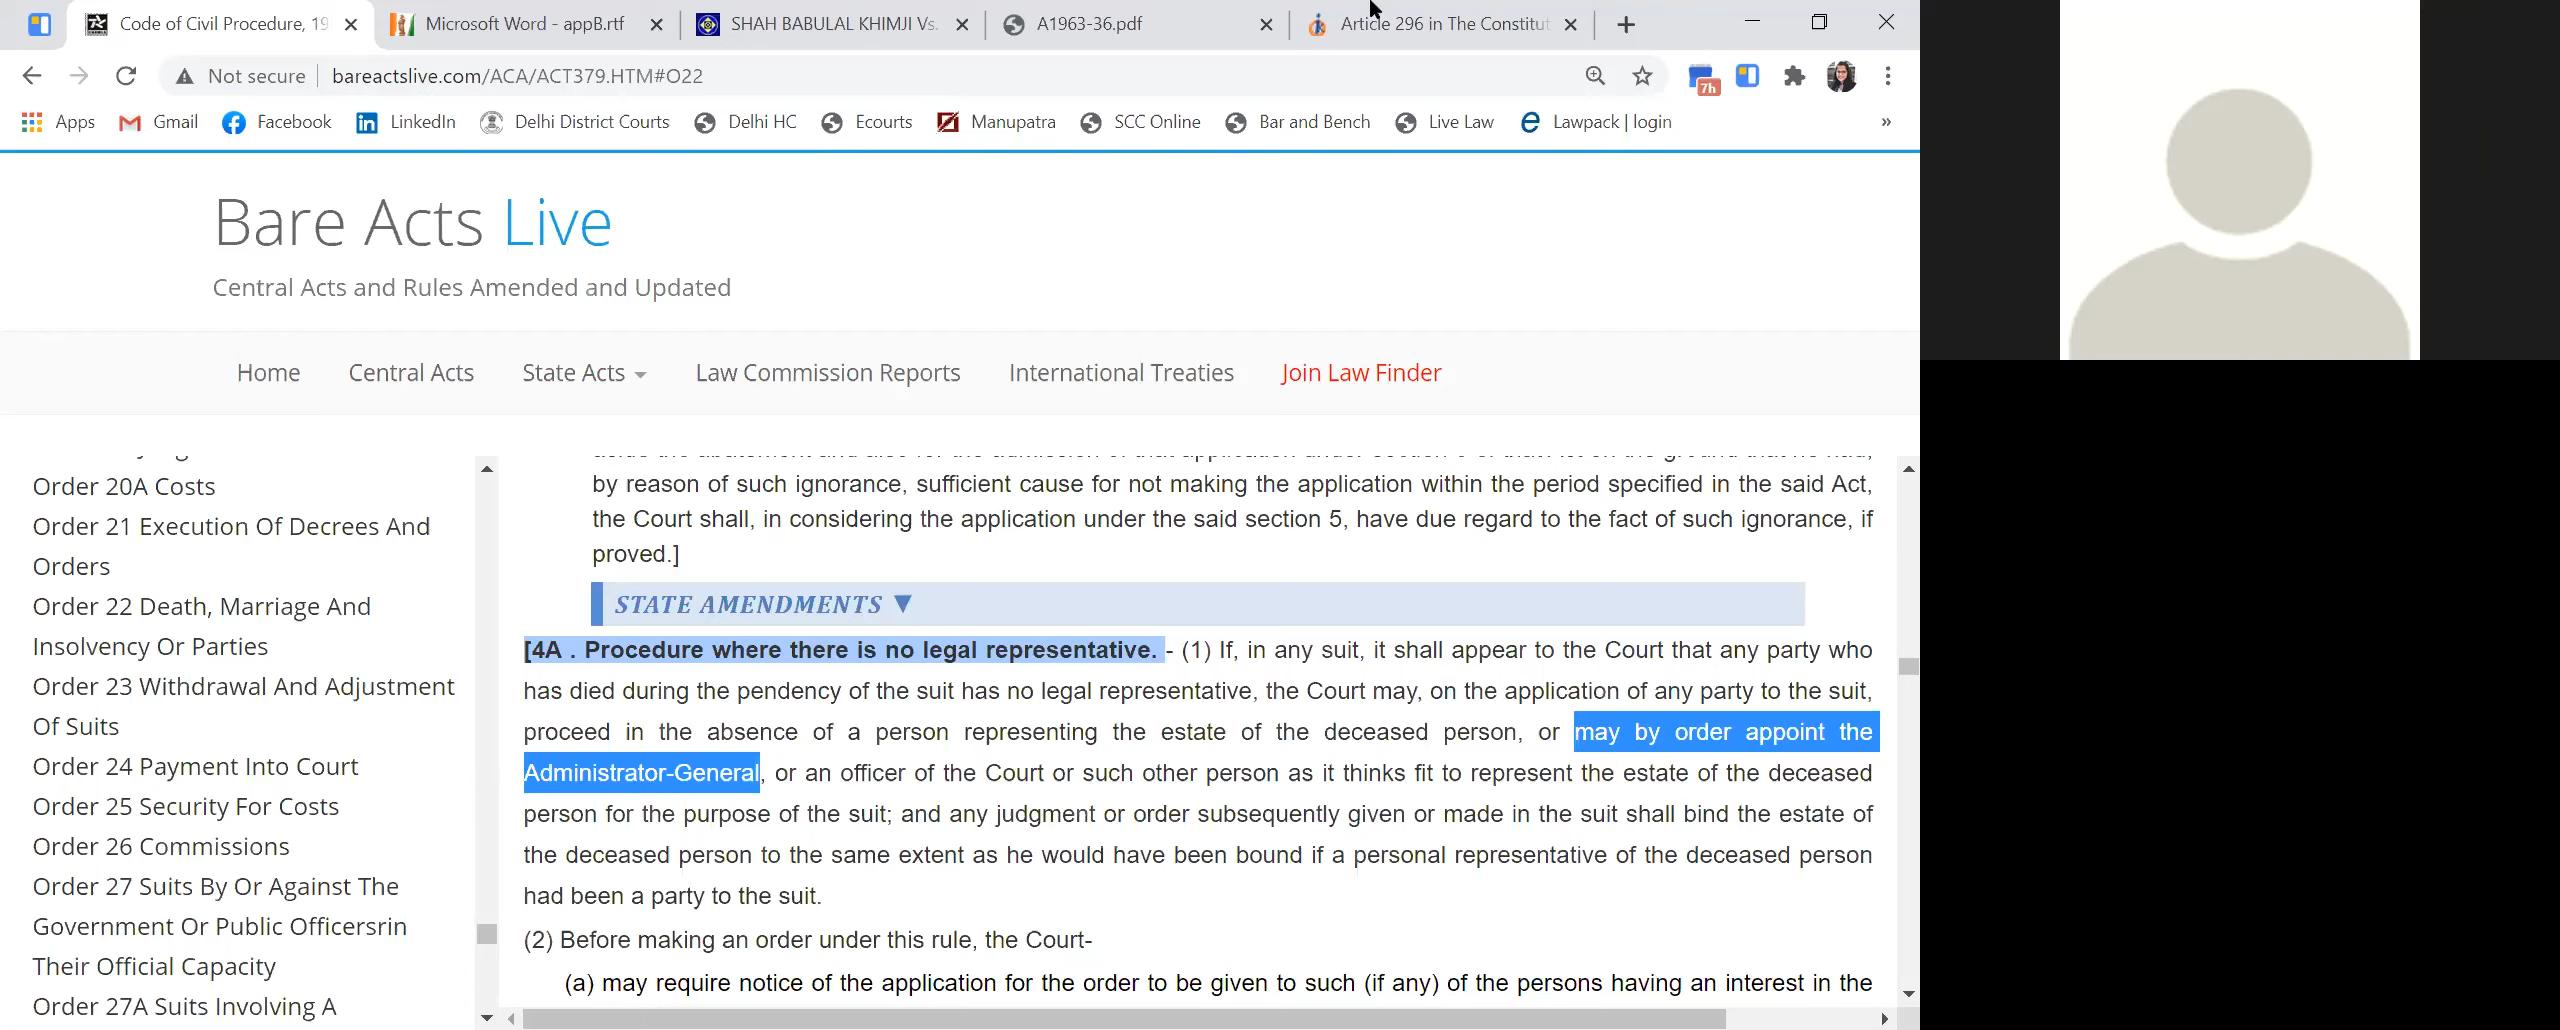 Code of Civil Procedure, 19
Microsoft Word - appB.rtf
SHAH BABULAL KHIMJI Vs.
A1963-36.pdf
Article 296 in The Constitut
Not secure
bareactslive.com/ACA/ACT379.HTM#O22
7h
Apps
Gmail
Facebook
LinkedIn
Delhi District Courts
Delhi HC
Ecourts
Manupatra
SCC Online
Bar and Bench
Live Law
Lawpack | login
»
Bare Acts Live
Central Acts and Rules Amended and Updated
Home
Central Acts
State Acts
Law Commission Reports
International Treaties
Join Law Finder
Order 20A Costs
Order 21 Execution Of Decrees And
Orders
Order 22 Death, Marriage And
Insolvency Or Parties
Order 23 Withdrawal And Adjustment
Of Suits
Order 24 Payment Into Court
Order 25 Security For Costs
Order 26 Commissions
Order 27 Suits By Or Against The
Government Or Public Officersrin
Their Official Capacity
Order 27A Suits Involving A
by reason of such ignorance, sufficient cause for not making the application within the period specified in the said Act,
the Court shall, in considering the application under the said section 5, have due regard to the fact of such ignorance, if
proved.]
STATE AMENDMENTS ▼
[4A . Procedure where there is no legal representative. - (1) If, in any suit, it shall appear to the Court that any party who
has died during the pendency of the suit has no legal representative, the Court may, on the application of any party to the suit,
proceed in the absence of a person representing the estate of the deceased person, or may by order appoint the
Administrator-General, or an officer of the Court or such other person as it thinks fit to represent the estate of the deceased
person for the purpose of the suit; and any judgment or order subsequently given or made in the suit shall bind the estate of
the deceased person to the same extent as he would have been bound if a personal representative of the deceased person
had been a party to the suit.
(2) Before making an order under this rule, the Court-
(a) may require notice of the application for the order to be given to such (if any) of the persons having an interest in the